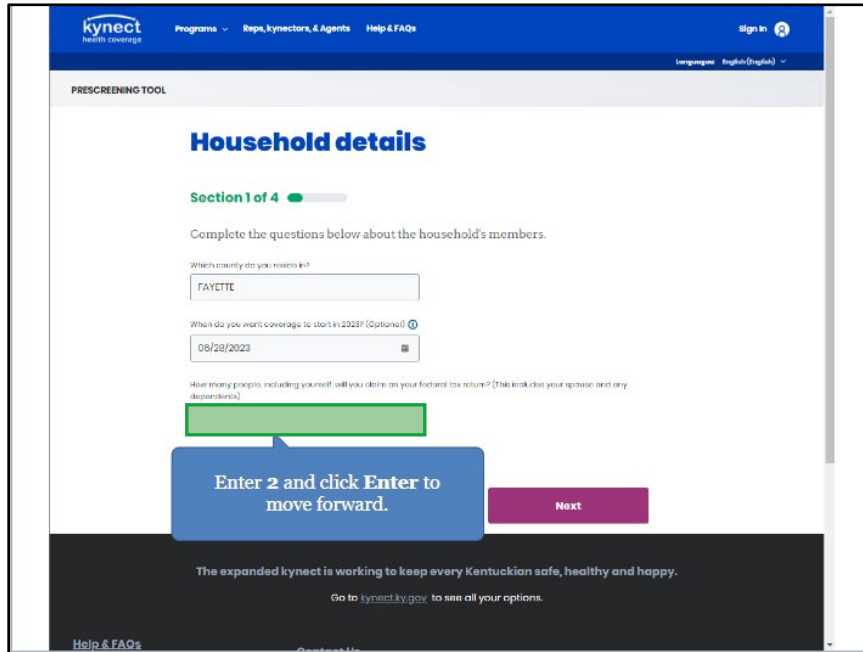 kynect
health coverage
Programs
Reps, kynectors, & Agents
Help & FAQs
Sign In
Languages: English (English)
PRESCREENING TOOL
Household details
Section 1 of 4
Complete the questions below about the household's members.
Which county do you reside in?
FAYETTE
When do you want coverage to start in 2023? (Optional)
06/28/2023
How many people, including yourself, will you claim on your federal tax return? (This includes your spouse and any
dependents)
Enter 2 and click Enter to
move forward.
Next
The expanded kynect is working to keep every Kentuckian safe, healthy and happy.
Go to kynect.ky.gov to see all your options.
Help & FAQs
Contact Us